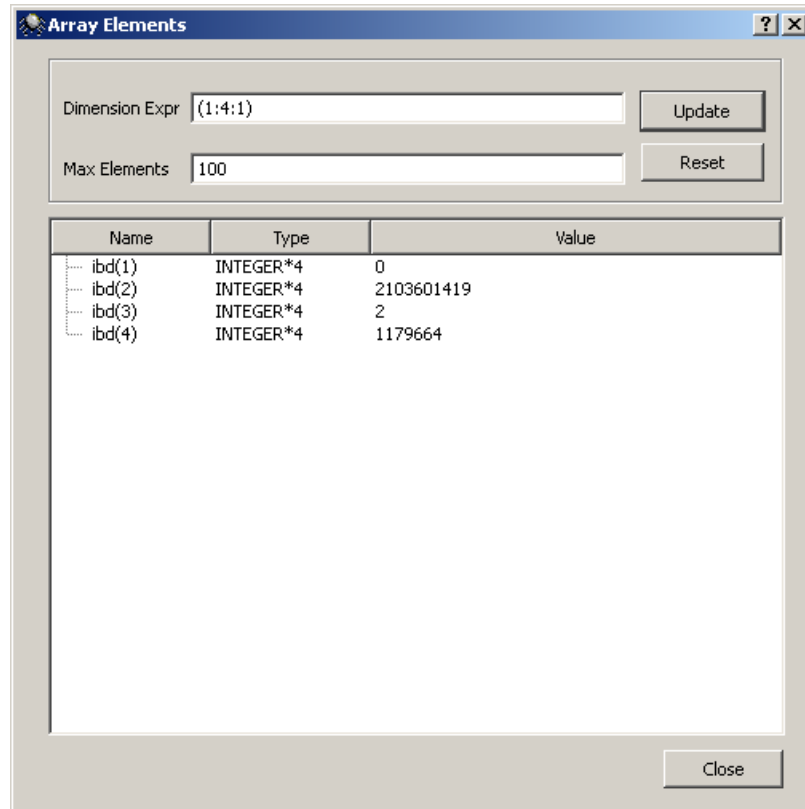 Array Elements
Dimension Expr (1:4:1) Update
Max Elements 100 Reset
Name Type Value
ibd(1) INTEGER*4 0
ibd(2) INTEGER*4 2103601419
ibd(3) INTEGER*4 2
ibd(4) INTEGER*4 1179664
Close